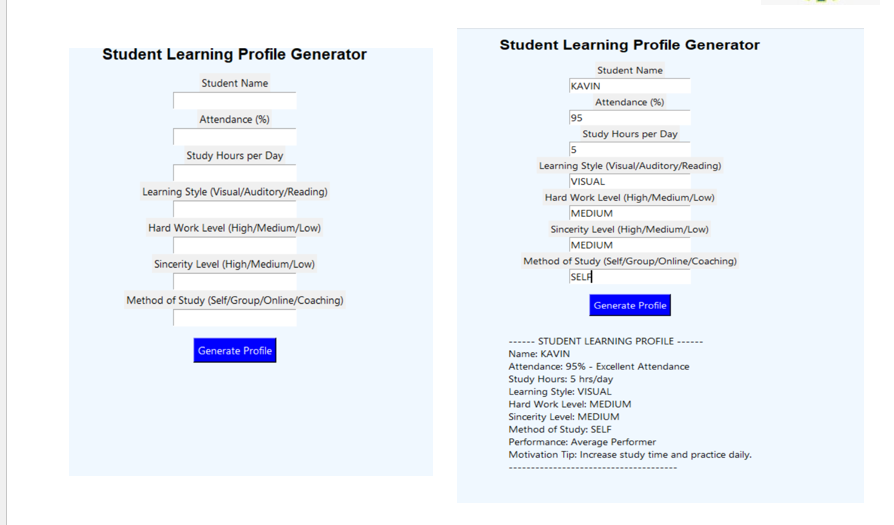 Student Learning Profile Generator
Student Name
Attendance (%)
Study Hours per Day
Learning Style (Visual/Auditory/Reading)
Hard Work Level (High/Medium/Low)
Sincerity Level (High/Medium/Low)
Method of Study (Self/Group/Online/Coaching)
Generate Profile
Student Learning Profile Generator
Student Name
KAVIN
Attendance (%)
95
Study Hours per Day
5
Learning Style (Visual/Auditory/Reading)
VISUAL
Hard Work Level (High/Medium/Low)
MEDIUM
Sincerity Level (High/Medium/Low)
MEDIUM
Method of Study (Self/Group/Online/Coaching)
SELF
Generate Profile
------ STUDENT LEARNING PROFILE ------
Name: KAVIN
Attendance: 95% - Excellent Attendance
Study Hours: 5 hrs/day
Learning Style: VISUAL
Hard Work Level: MEDIUM
Sincerity Level: MEDIUM
Method of Study: SELF
Performance: Average Performer
Motivation Tip: Increase study time and practice daily.
--------------------------------------